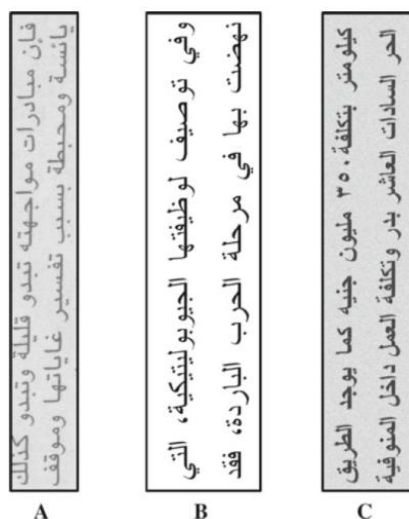 فإن مبادرات مواجهته تبدو قليلة وتبدو كذلك
يائسة ومحبطة بسبب تفسير غاياتها وموقف
A
وفي توصيف لوظيفتها الجيوبوليتيكية، التي
نهضت بها في مرحلة الحرب الباردة، فقد
B
كيلومتر بتكلفة ٣٥٠ مليون جنيه كما يوجد الطريق
الحر السادات العاشر بدر وتكلفة العمل داخل المنوفية
C